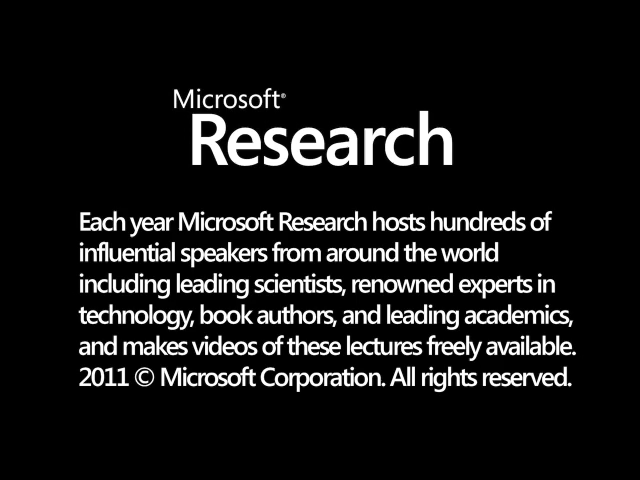 Microsoft®
Research
Each year Microsoft Research hosts hundreds of
influential speakers from around the world
including leading scientists, renowned experts in
technology, book authors, and leading academics,
and makes videos of these lectures freely available.
2011 © Microsoft Corporation. All rights reserved.